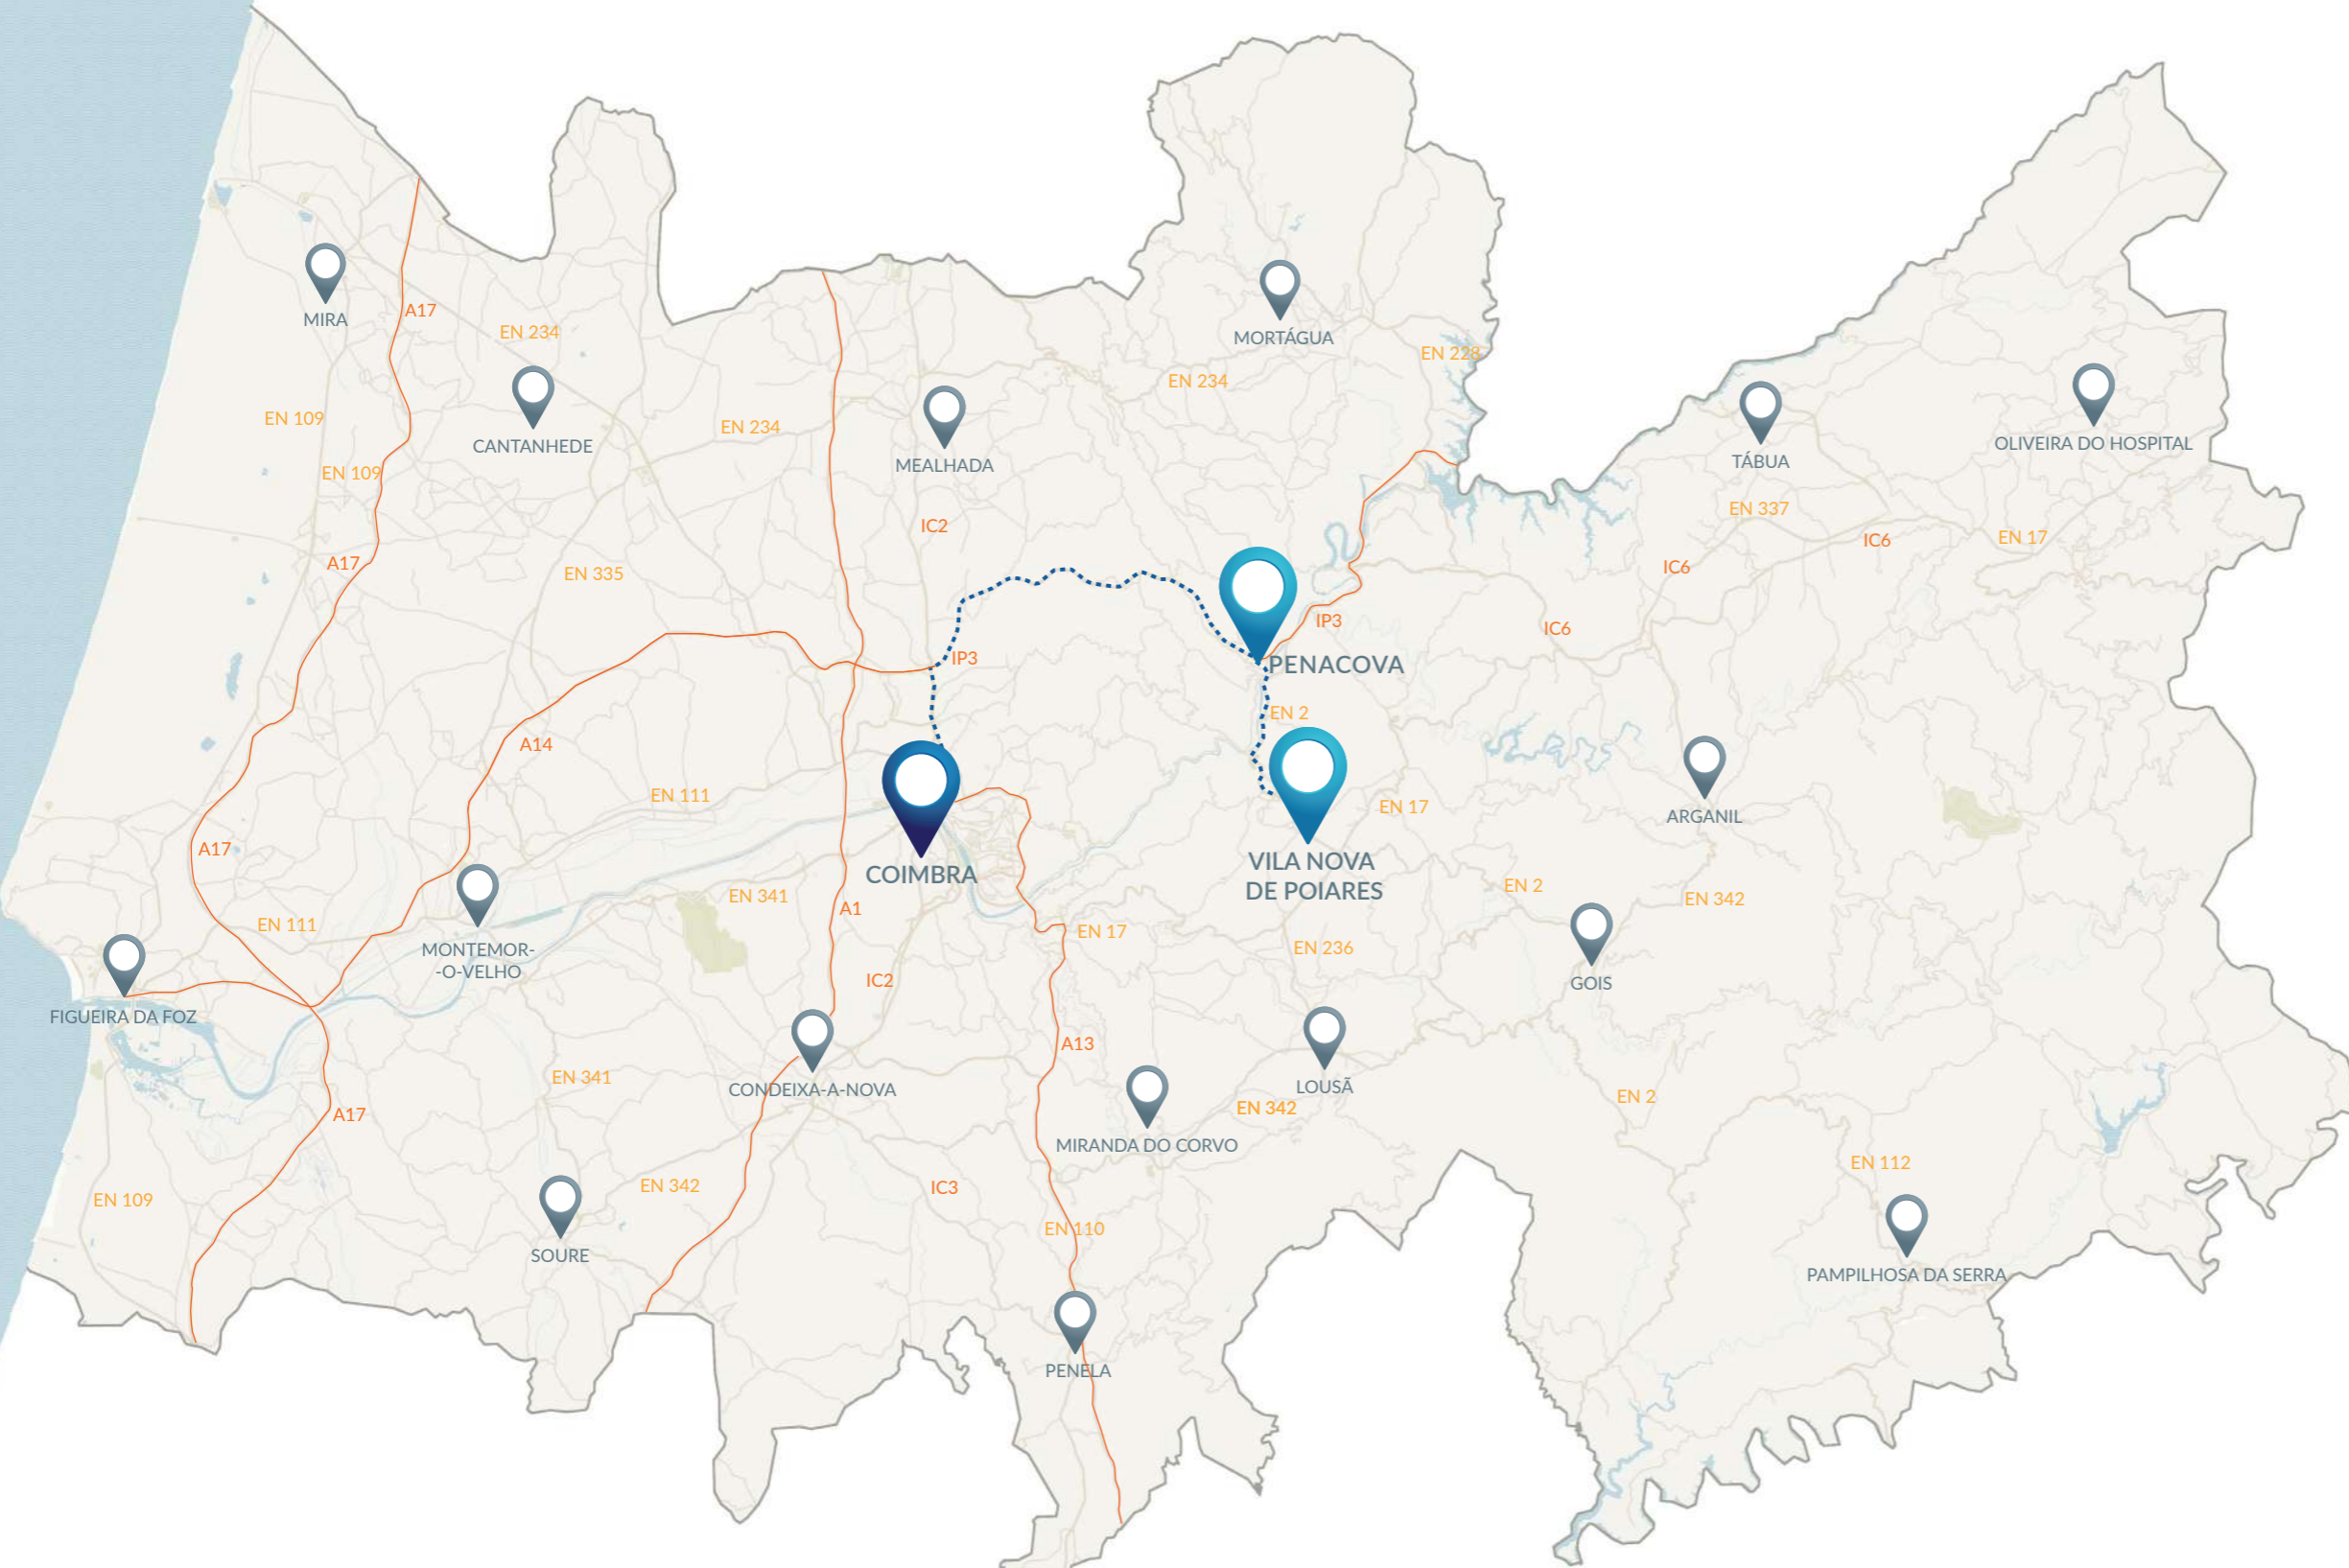 MIRA
A17
EN 234
MORTÁGUA
EN 228
EN 234
EN 109
CANTANHEDE
EN 234
MEALHADA
TÁBUA
OLIVEIRA DO HOSPITAL
EN 109
IC2
EN 337
EN 17
IC6
A17
EN 335
IC6
IP3
IC6
IP3
PENACOVA
EN 2
A14
EN 111
EN 17
ARGANIL
A17
COIMBRA
VILA NOVA
DE POIARES
EN 2
EN 341
A1
EN 342
EN 111
EN 17
MONTEMOR-
-O-VELHO
EN 236
IC2
GOIS
FIGUEIRA DA FOZ
A13
EN 341
CONDEIXA-A-NOVA
LOUSÃ
EN 342
EN 2
A17
MIRANDA DO CORVO
EN 112
EN 109
EN 342
IC3
EN 110
SOURE
PAMPILHOSA DA SERRA
PENELA